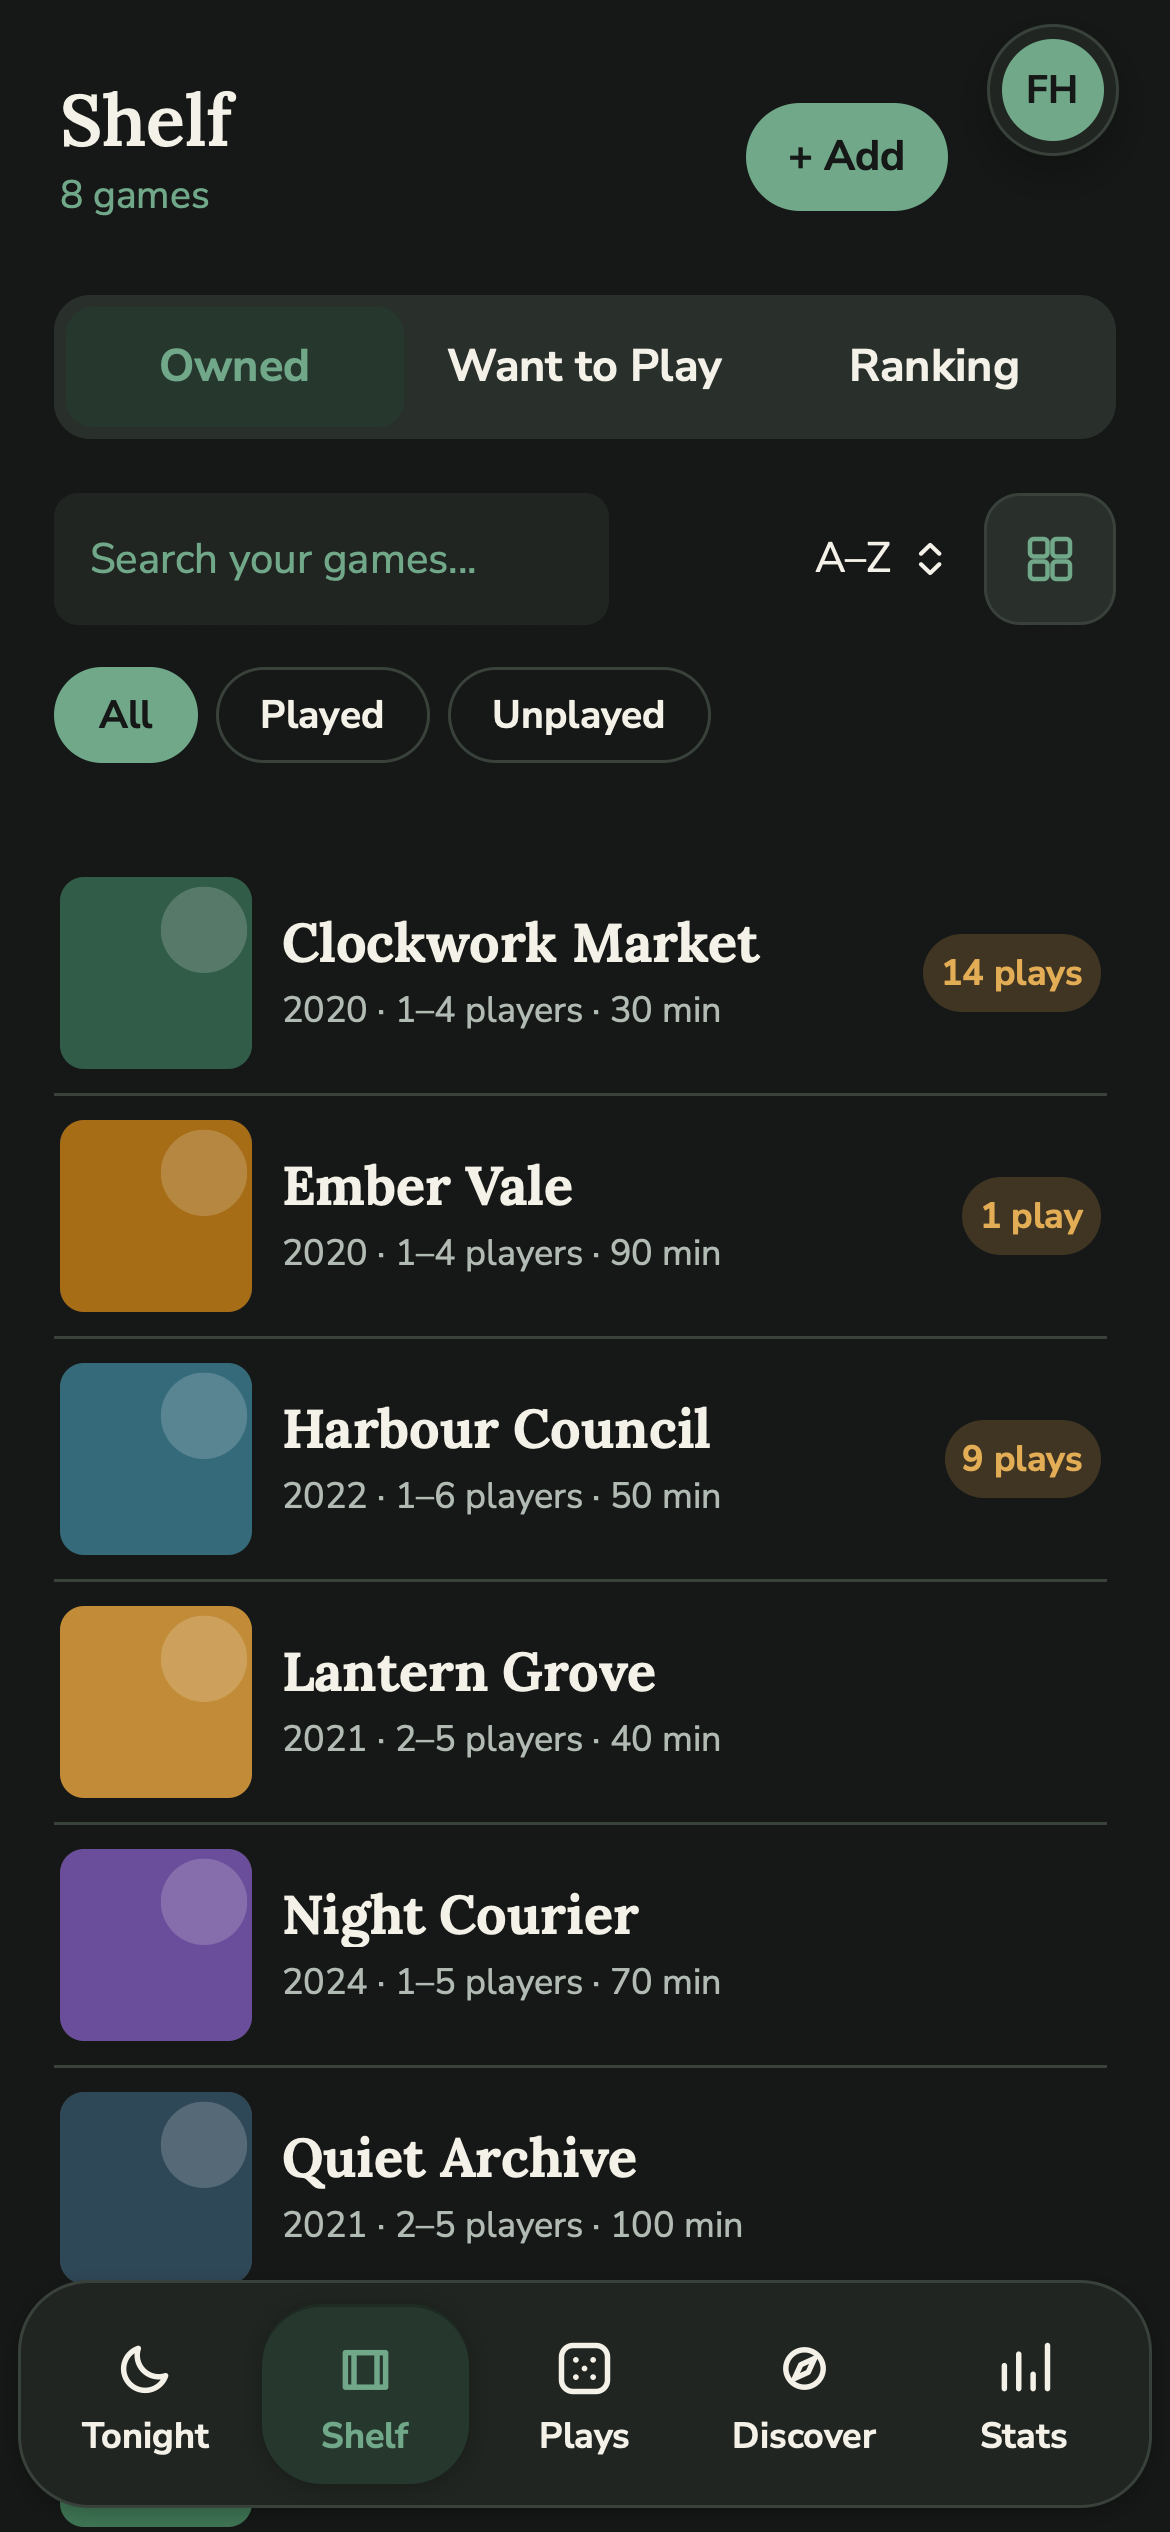 Shelf
8 games
+ Add
FH
Owned
Want to Play
Ranking
Search your games...
A–Z
All
Played
Unplayed
Clockwork Market
2020 · 1–4 players · 30 min
14 plays
Ember Vale
2020 · 1–4 players · 90 min
1 play
Harbour Council
2022 · 1–6 players · 50 min
9 plays
Lantern Grove
2021 · 2–5 players · 40 min
Night Courier
2024 · 1–5 players · 70 min
Quiet Archive
2021 · 2–5 players · 100 min
Tonight
Shelf
Plays
Discover
Stats